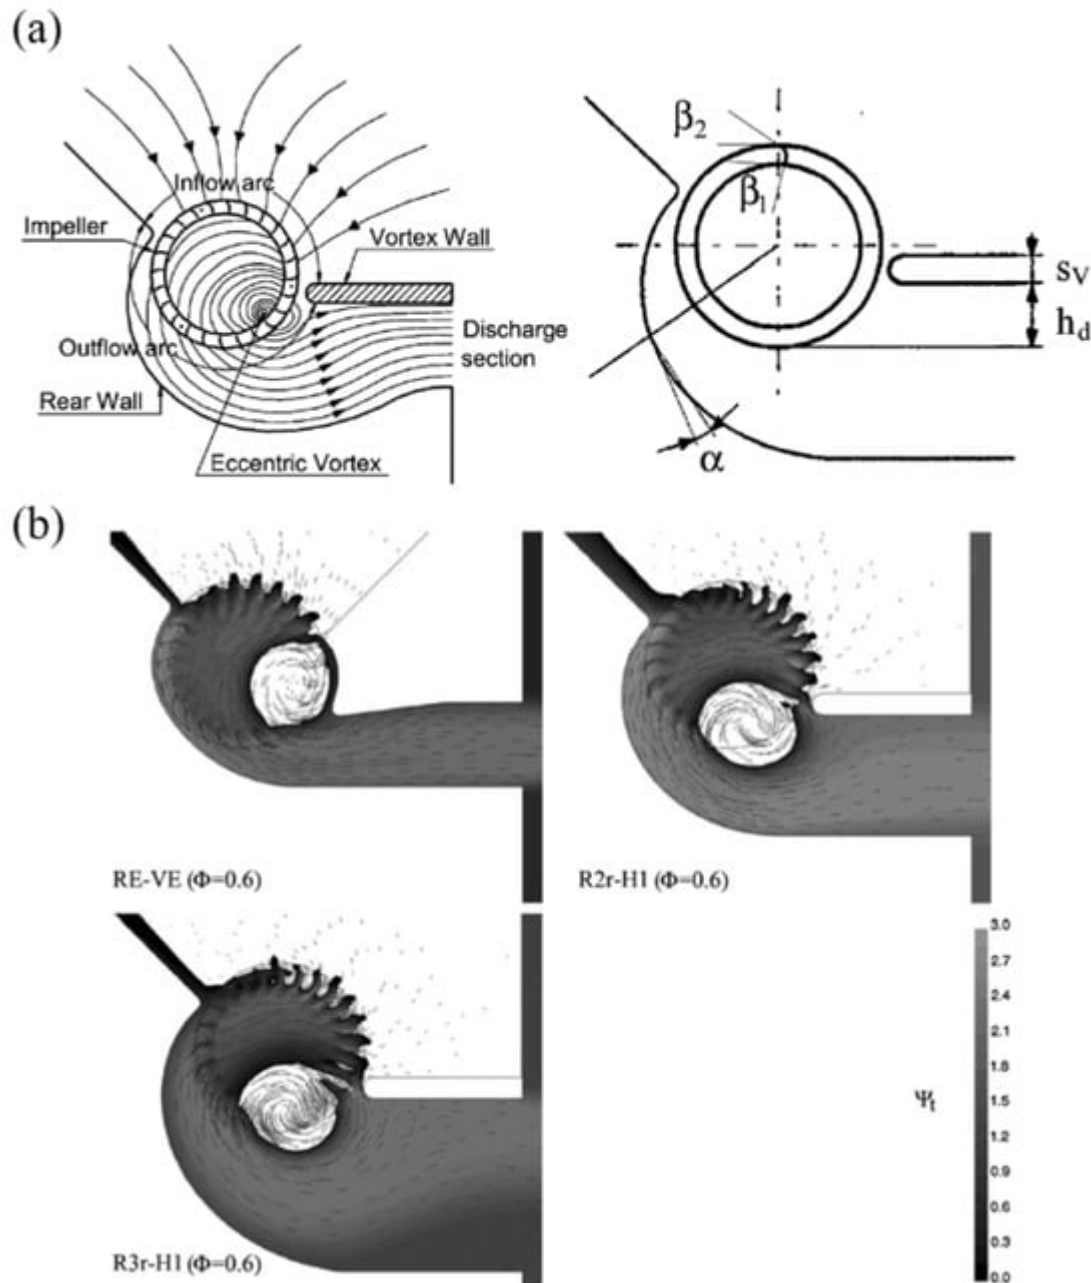 (a)
Inflow arc
Impeller
Vortex Wall
Discharge
section
Outflow arc
Rear Wall
Eccentric Vortex
β2
β1
sV
hd
α
(b)
RE-VE (Φ=0.6)
R2r-H1 (Φ=0.6)
R3r-H1 (Φ=0.6)
3.0
2.7
2.4
2.1
1.8
1.5
1.2
0.9
0.6
0.3
0.0
Ψt